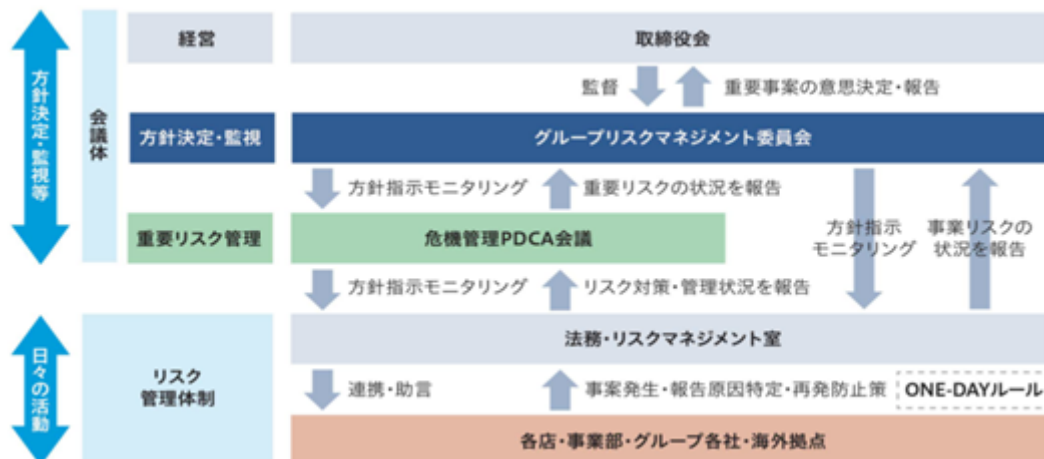 方針決定・監視等
会議体
経営
取締役会
監督
重要事案の意思決定・報告
方針決定・監視
グループリスクマネジメント委員会
方針指示モニタリング
重要リスクの状況を報告
方針指示
モニタリング
事業リスクの
状況を報告
重要リスク管理
危機管理PDCA会議
方針指示モニタリング
リスク対策・管理状況を報告
日々の活動
リスク
管理体制
法務・リスクマネジメント室
連携・助言
事案発生・報告原因特定・再発防止策
ONE-DAYルール
各店・事業部・グループ各社・海外拠点